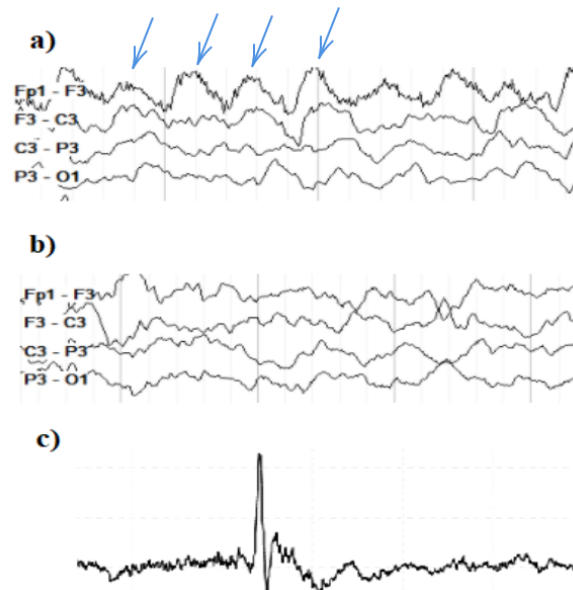 a)
Fp1 - F3
F3 - C3
C3 - P3
P3 - O1
b)
Fp1 - F3
F3 - C3
C3 - P3
P3 - O1
c)